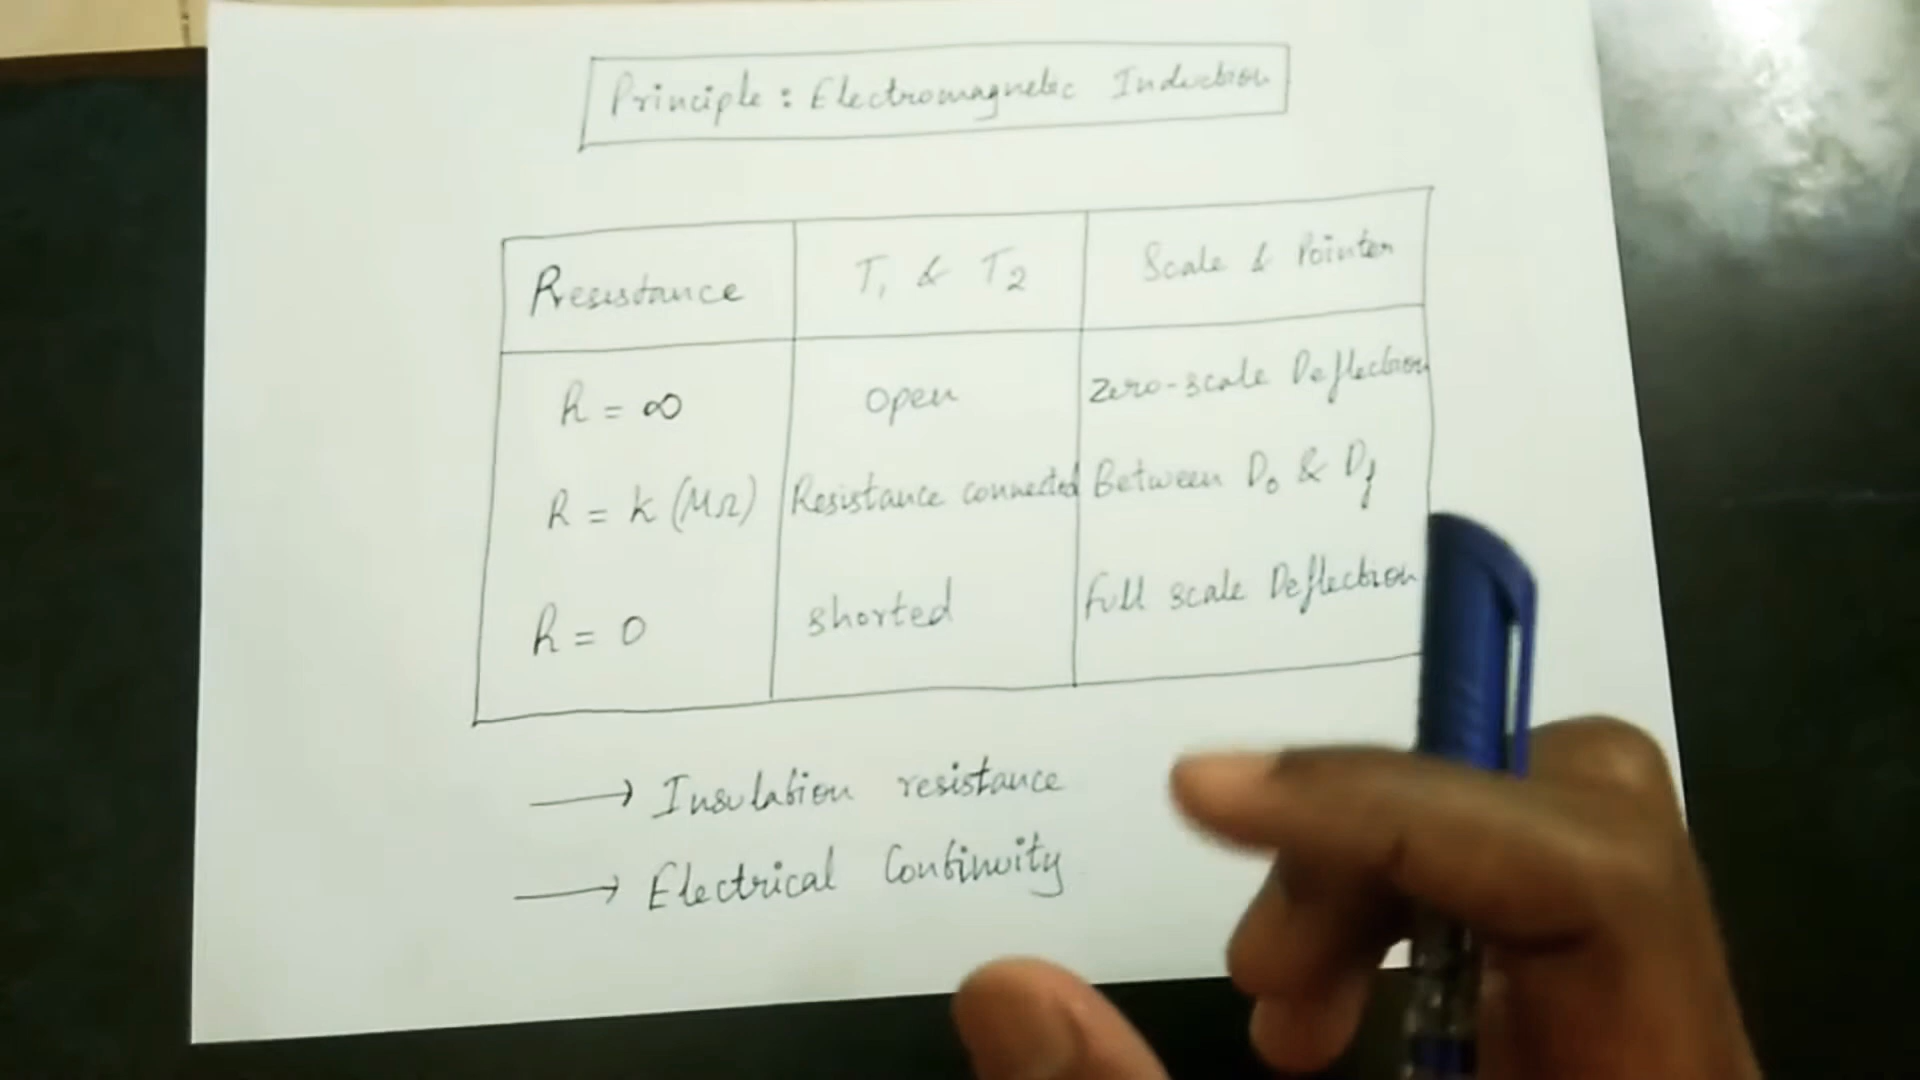 Principle : Electromagnetic Induction
Resistance T1 & T2 Scale & Pointer
R = ∞ open Zero-scale Deflection
R = k (MΩ) Resistance connected Between D0 & Df
R = 0 shorted Full scale Deflection
→ Insulation resistance
→ Electrical Continuity